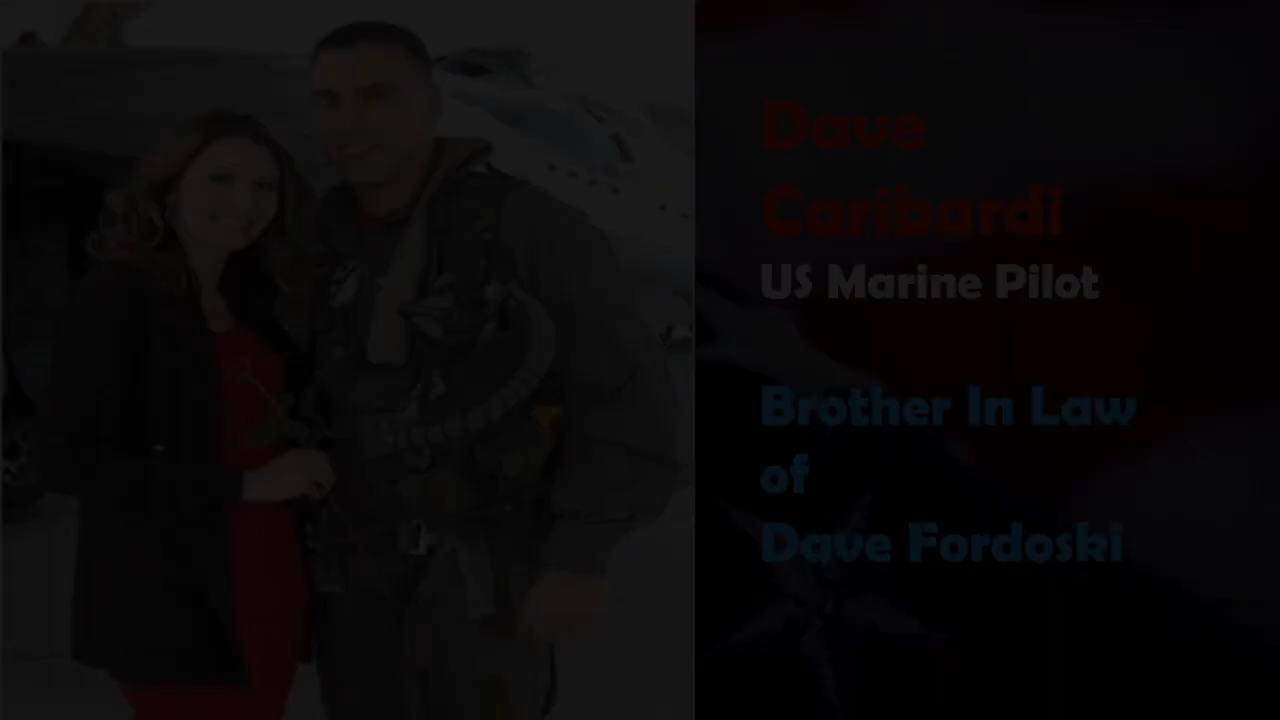 Dave
Caribardi
US Marine Pilot
Brother In Law
of
Dave Fordoski